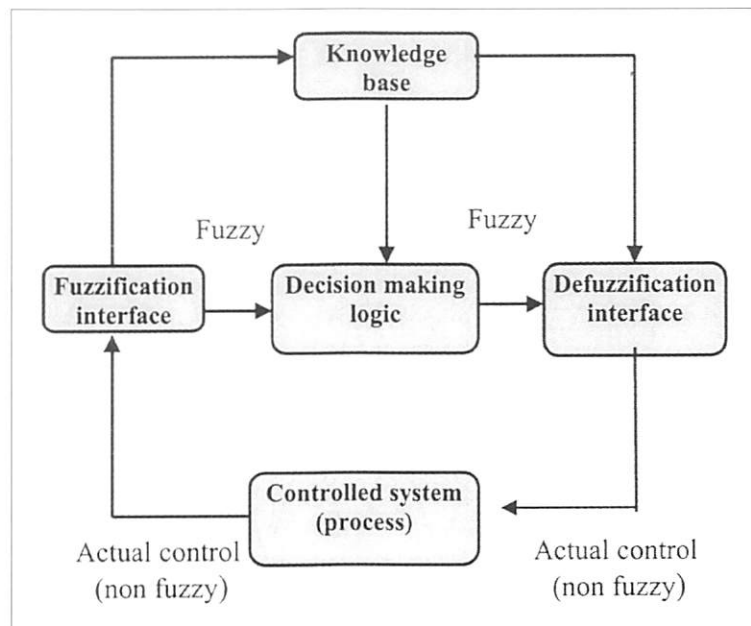 Knowledge
base
Fuzzy
Fuzzy
Fuzzification
interface
Decision making
logic
Defuzzification
interface
Controlled system
(process)
Actual control
(non fuzzy)
Actual control
(non fuzzy)